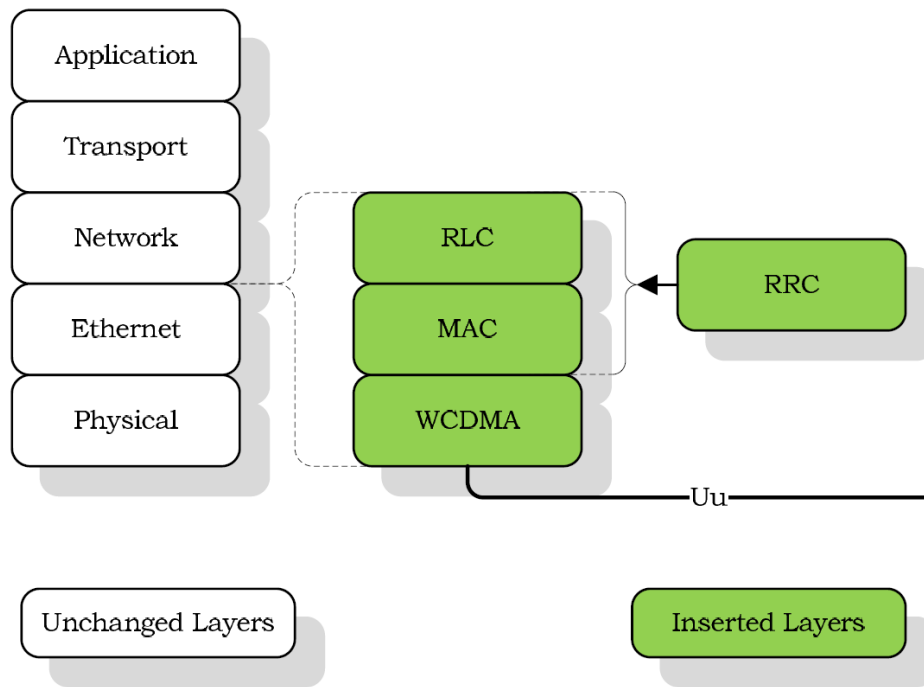 Application
Transport
Network
Ethernet
Physical
RLC
MAC
WCDMA
RRC
Uu
Unchanged Layers
Inserted Layers